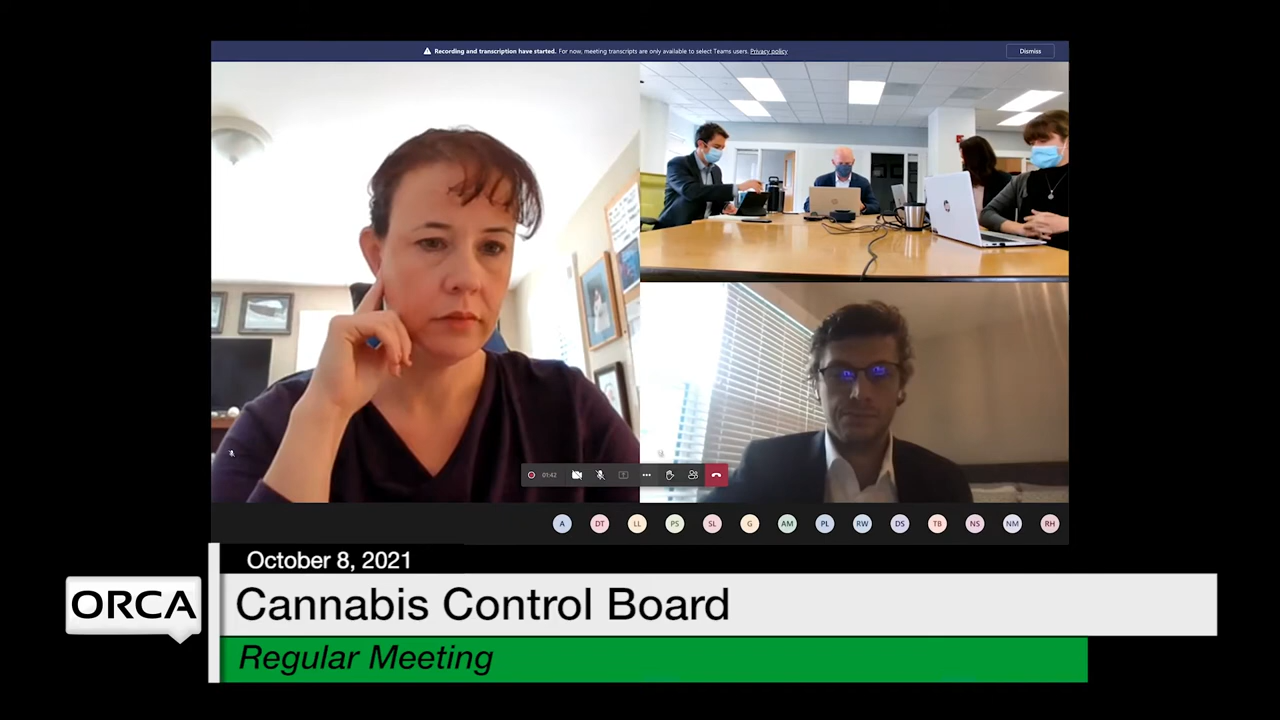 Recording and transcription have started. For now, meeting transcripts are only available to select Teams users. Privacy policy
Dismiss
01:42
A DT LL PS SL G AM PL RW DS TB NS NM RH
October 8, 2021
ORCA
Cannabis Control Board
Regular Meeting